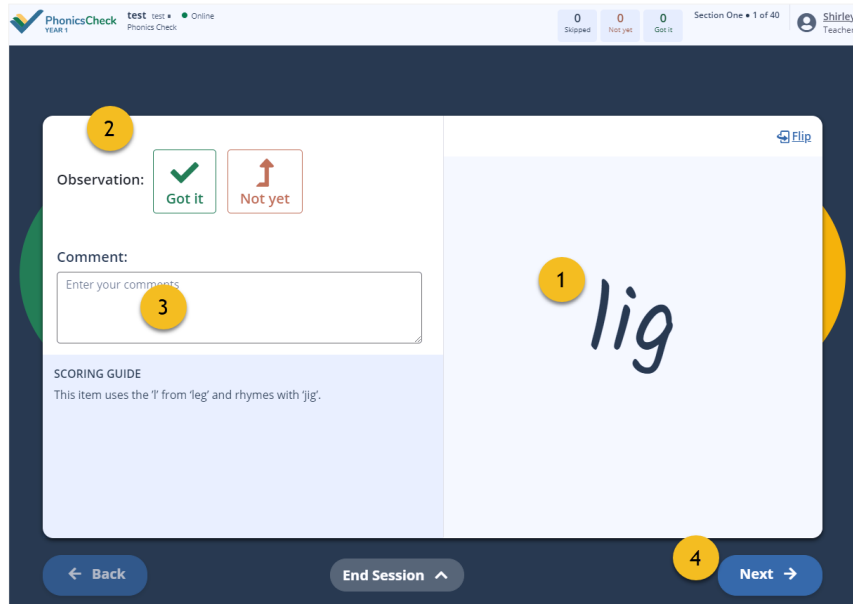 PhonicsCheck
YEAR 1
test test ▪ ● Online
Phonics Check
0 0 0
Skipped Not yet Got it
Section One • 1 of 40
Shirley
Teacher
2
Flip
Observation: Got it Not yet
Comment:
Enter your comments
3
1
lig
SCORING GUIDE
This item uses the ‘l’ from ‘leg’ and rhymes with ‘jig’.
4
← Back
End Session
Next →